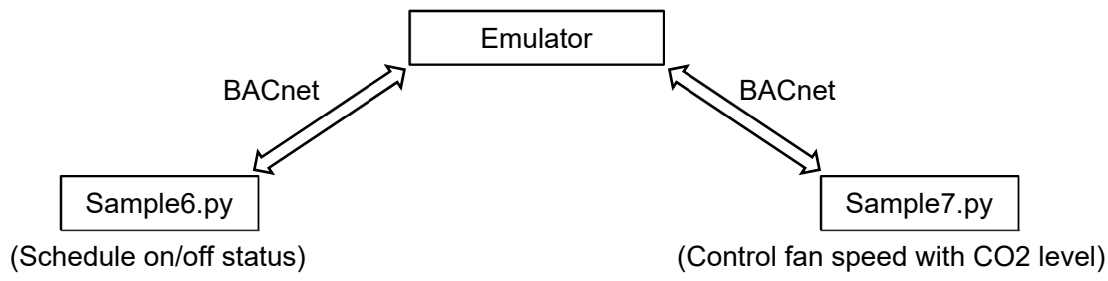 Emulator
BACnet
BACnet
Sample6.py
Sample7.py
(Schedule on/off status)
(Control fan speed with CO2 level)